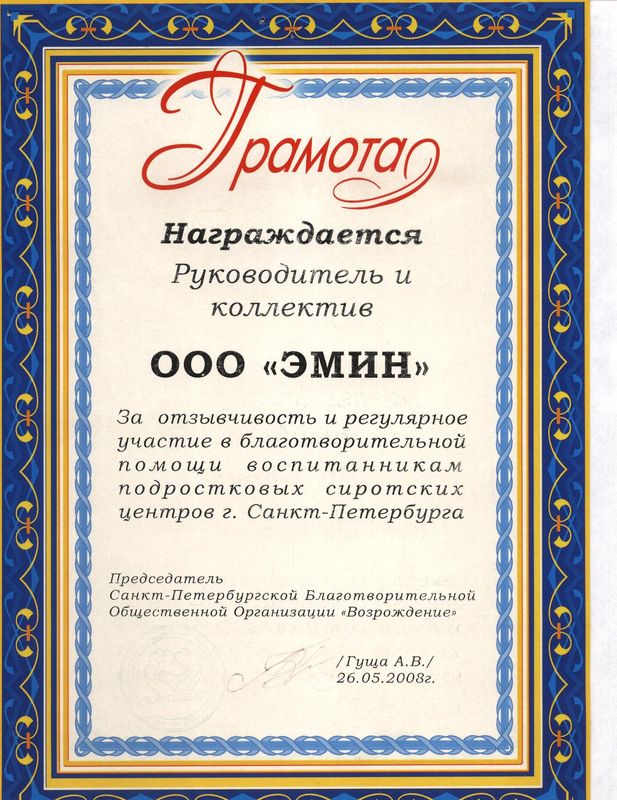 Грамота
Награждается
Руководитель и
коллектив
ООО «ЭМИН»
За отзывчивость и регулярное
участие в благотворительной
помощи воспитанникам
подростковых сиротских
центров г. Санкт-Петербурга
Председатель
Санкт-Петербургской Благотворительной
Общественной Организации «Возрождение»
/Гуща А.В./
26.05.2008г.